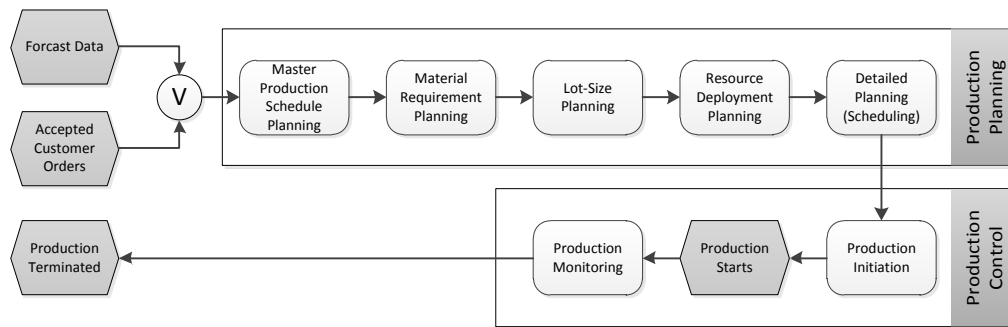 Forcast Data
Accepted
Customer
Orders
V
Master
Production
Schedule
Planning
Material
Requirement
Planning
Lot-Size
Planning
Resource
Deployment
Planning
Detailed
Planning
(Scheduling)
Production
Planning
Production
Terminated
Production
Monitoring
Production
Starts
Production
Initiation
Production
Control